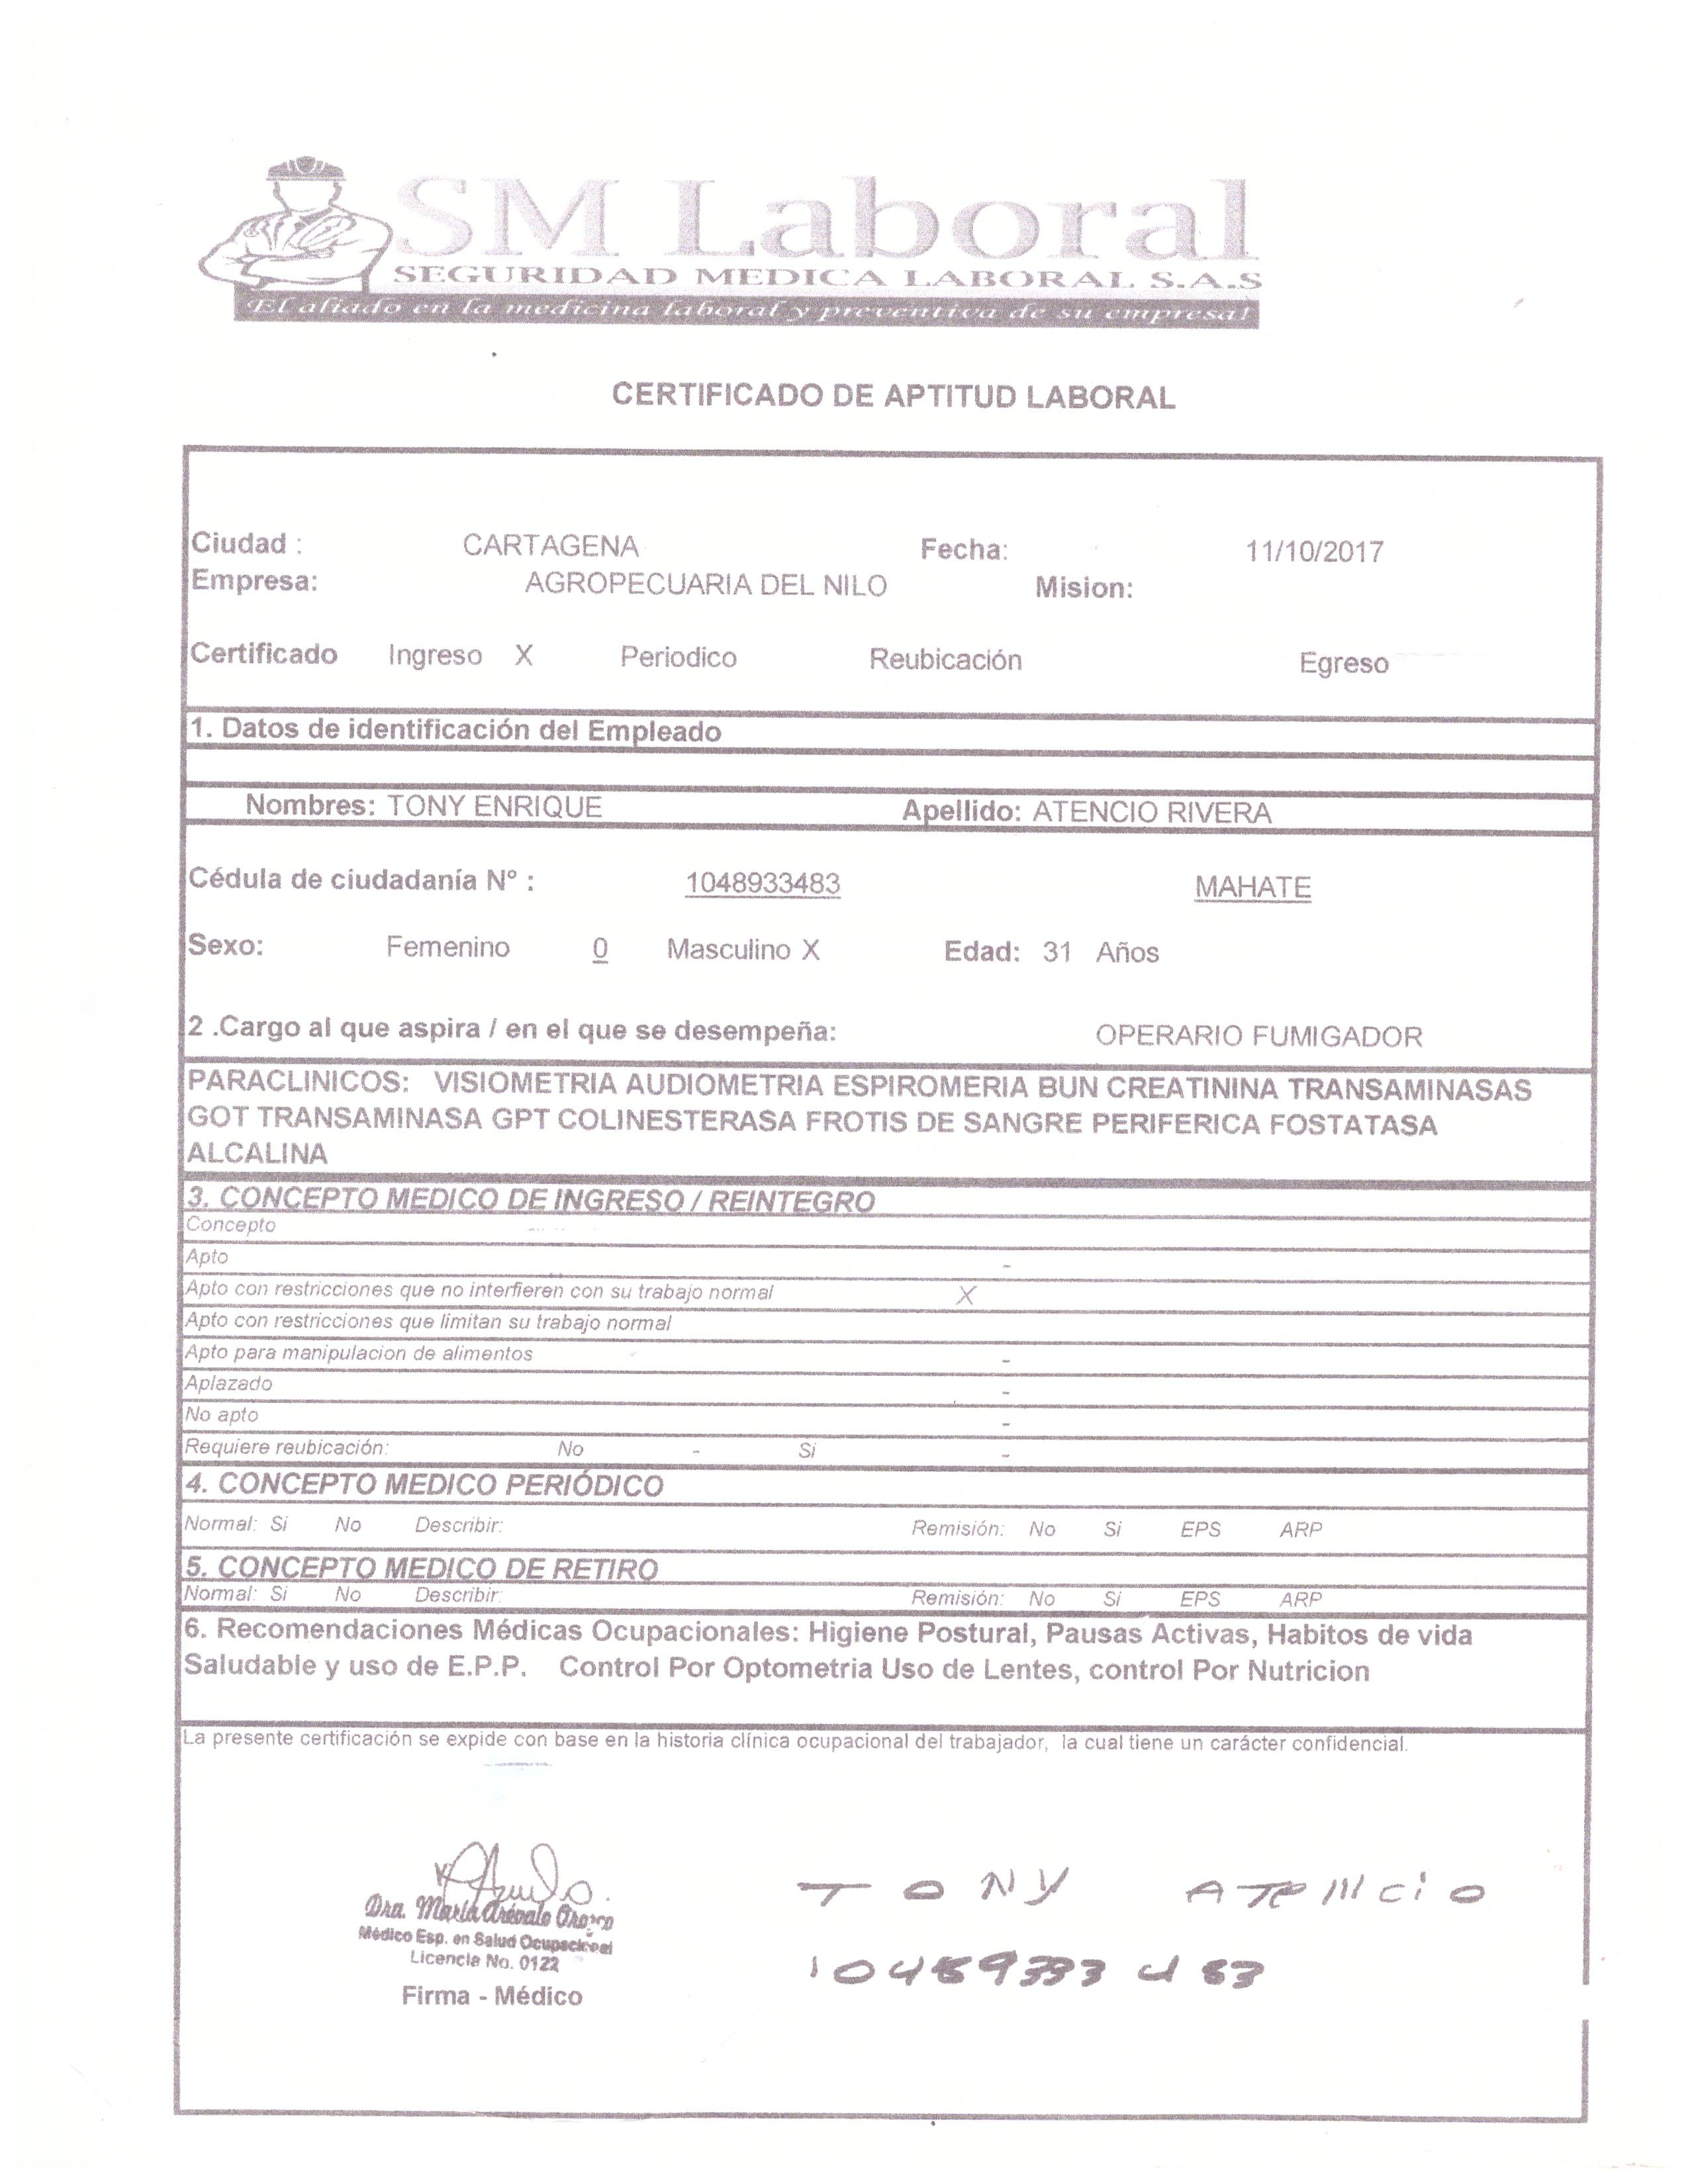 SM Laboral
SEGURIDAD MEDICA LABORAL S.A.S
El aliado en la medicina laboral y preventiva de su empresa!
CERTIFICADO DE APTITUD LABORAL
Ciudad : CARTAGENA Fecha: 11/10/2017
Empresa: AGROPECUARIA DEL NILO Mision:
Certificado Ingreso X Periodico Reubicación Egreso
1. Datos de identificación del Empleado
Nombres: TONY ENRIQUE Apellido: ATENCIO RIVERA
Cédula de ciudadanía N° : 1048933483 MAHATE
Sexo: Femenino 0 Masculino X Edad: 31 Años
2 .Cargo al que aspira / en el que se desempeña: OPERARIO FUMIGADOR
PARACLINICOS: VISIOMETRIA AUDIOMETRIA ESPIROMERIA BUN CREATININA TRANSAMINASAS
GOT TRANSAMINASA GPT COLINESTERASA FROTIS DE SANGRE PERIFERICA FOSTATASA
ALCALINA
3. CONCEPTO MEDICO DE INGRESO / REINTEGRO
Concepto
Apto -
Apto con restricciones que no interfieren con su trabajo normal X
Apto con restricciones que limitan su trabajo normal
Apto para manipulacion de alimentos -
Aplazado -
No apto -
Requiere reubicación: No - Si -
4. CONCEPTO MEDICO PERIÓDICO
Normal: Si No Describir: Remisión: No Si EPS ARP
5. CONCEPTO MEDICO DE RETIRO
Normal: Si No Describir: Remisión: No Si EPS ARP
6. Recomendaciones Médicas Ocupacionales: Higiene Postural, Pausas Activas, Habitos de vida
Saludable y uso de E.P.P. Control Por Optometria Uso de Lentes, control Por Nutricion
La presente certificación se expide con base en la historia clínica ocupacional del trabajador, la cual tiene un carácter confidencial.
Dra. María Arévalo Orozco
Médico Esp. en Salud Ocupacional
Licencia No. 0122
Firma - Médico
TONY ATENCIO
1048933483